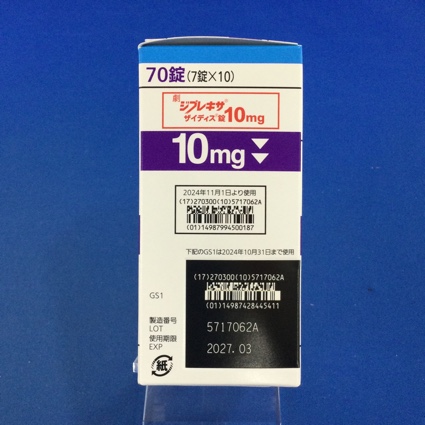 70錠(7錠×10)
劇 ジプレキサ®
ザイディス®錠10mg
10mg
2024年11月1日より使用
(17)270300(10)5717062A
(01)14987994500187
下記のGS1は2024年10月31日まで使用
(17)270300(10)5717062A
(01)14987428445411
GS1
製造番号
LOT 5717062A
使用期限
EXP 2027.03
紙